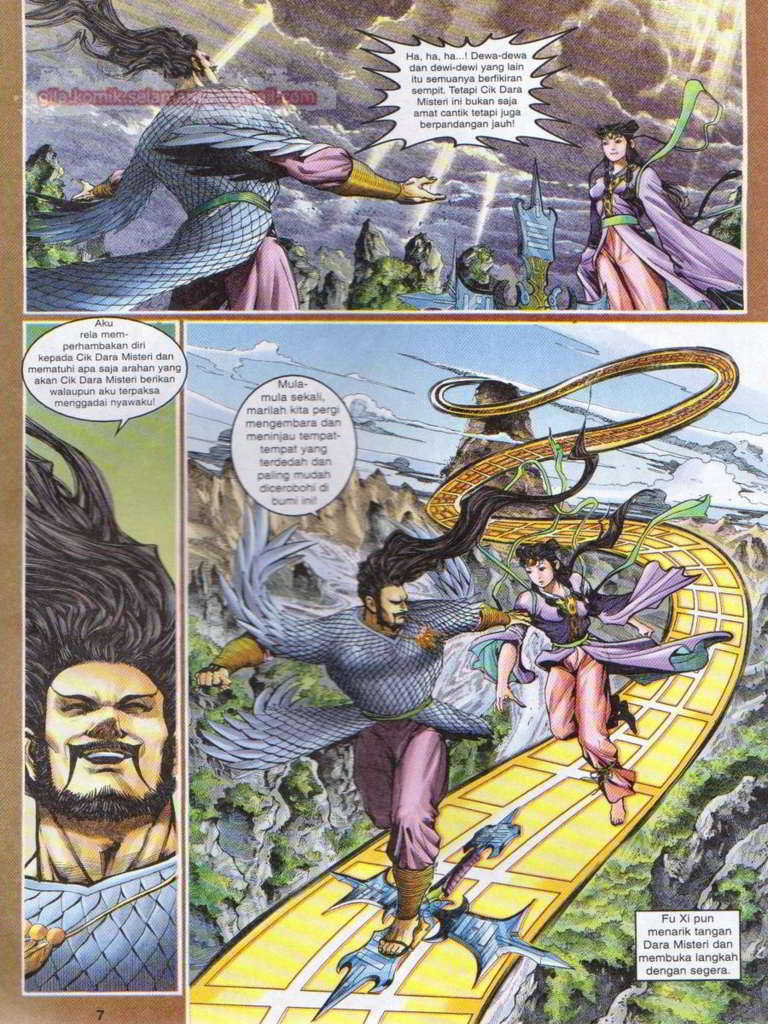 Ha, ha, ha...! Dewa-dewa
dan dewi-dewi yang lain
itu semuanya berfikiran
sempit. Tetapi Cik Dara
Misteri ini bukan saja
amat cantik tetapi juga
berpandangan jauh!
Aku
rela mem-
perhambakan diri
kepada Cik Dara Misteri dan
mematuhi apa saja arahan yang
akan Cik Dara Misteri berikan
walaupun aku terpaksa
menggadai nyawaku!
Mula-
mula sekali,
marilah kita pergi
mengembara dan
meninjau tempat-
tempat yang
terdedah dan
paling mudah
dicerobohi di
bumi ini!
Fu Xi pun
menarik tangan
Dara Misteri dan
membuka langkah
dengan segera.
7